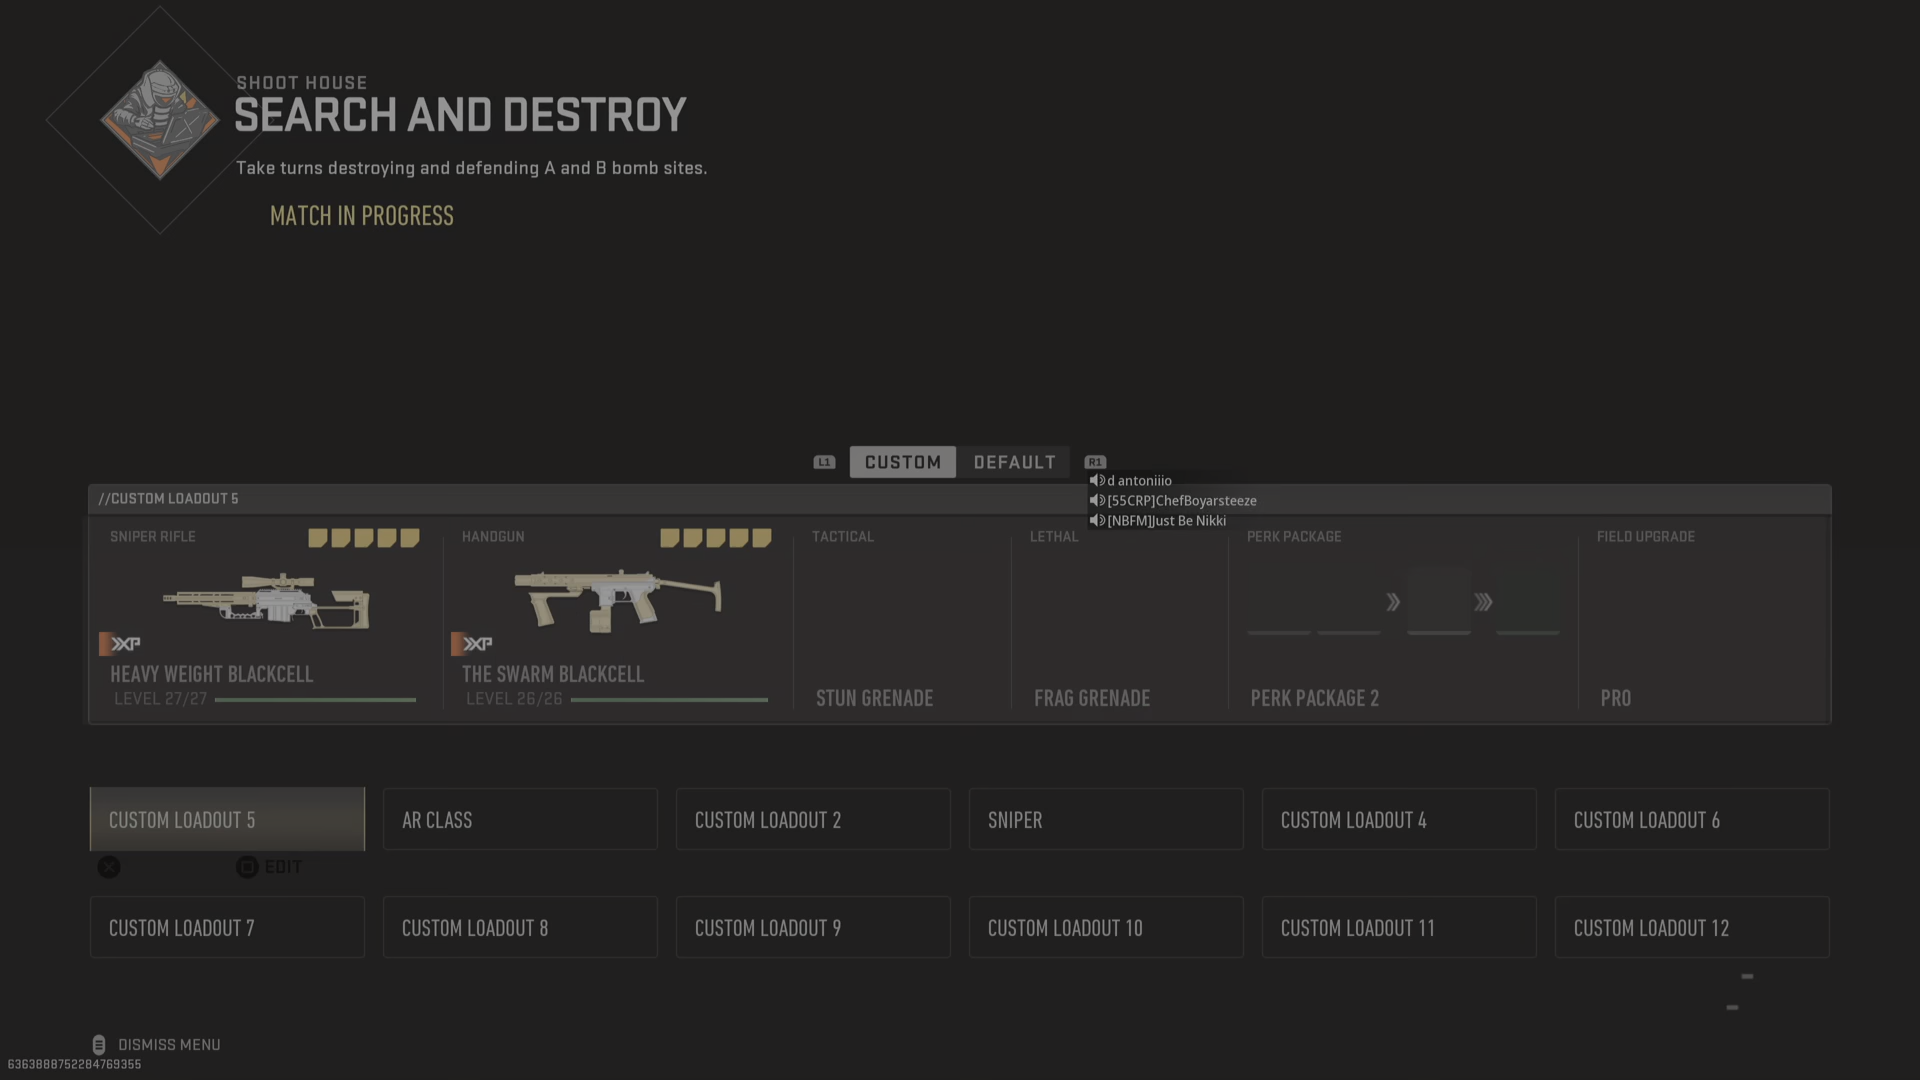 SHOOT HOUSE
SEARCH AND DESTROY
Take turns destroying and defending A and B bomb sites.
MATCH IN PROGRESS
L1 CUSTOM DEFAULT R1
d antoniiio
//CUSTOM LOADOUT 5
[55CRP]ChefBoyarsteeze
[NBFM]Just Be Nikki
SNIPER RIFLE HANDGUN TACTICAL LETHAL PERK PACKAGE FIELD UPGRADE
XP XP
HEAVY WEIGHT BLACKCELL THE SWARM BLACKCELL
LEVEL 27/27 LEVEL 26/26 STUN GRENADE FRAG GRENADE PERK PACKAGE 2 PRO
CUSTOM LOADOUT 5 AR CLASS CUSTOM LOADOUT 2 SNIPER CUSTOM LOADOUT 4 CUSTOM LOADOUT 6
EDIT
CUSTOM LOADOUT 7 CUSTOM LOADOUT 8 CUSTOM LOADOUT 9 CUSTOM LOADOUT 10 CUSTOM LOADOUT 11 CUSTOM LOADOUT 12
DISMISS MENU
6363888752284769355